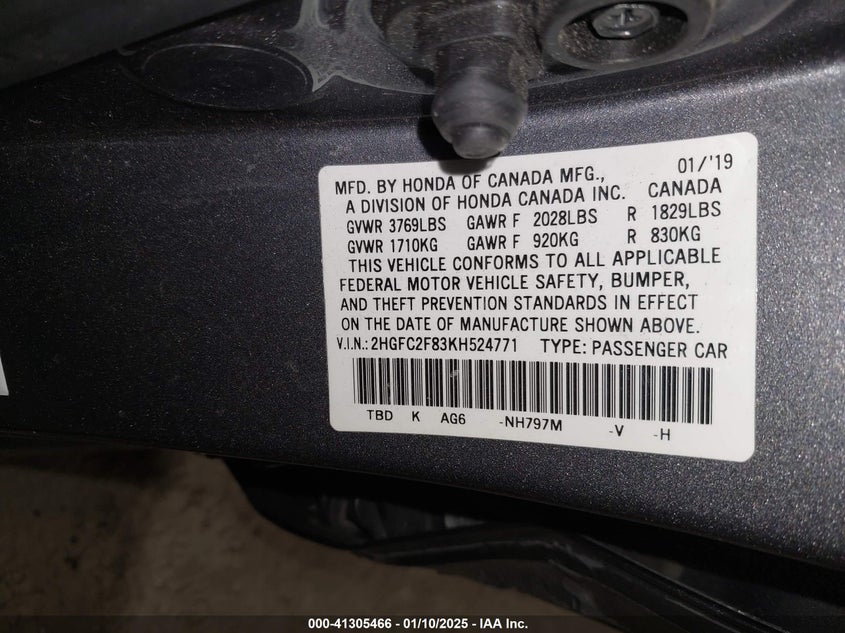 MFD. BY HONDA OF CANADA MFG., 01/'19
A DIVISION OF HONDA CANADA INC. CANADA
GVWR 3769LBS GAWR F 2028LBS R 1829LBS
GVWR 1710KG GAWR F 920KG R 830KG
THIS VEHICLE CONFORMS TO ALL APPLICABLE
FEDERAL MOTOR VEHICLE SAFETY, BUMPER,
AND THEFT PREVENTION STANDARDS IN EFFECT
ON THE DATE OF MANUFACTURE SHOWN ABOVE.
V.I.N.: 2HGFC2F83KH524771 TYPE: PASSENGER CAR
TBD K AG6 -NH797M -V -H
000-41305466 - 01/10/2025 - IAA Inc.